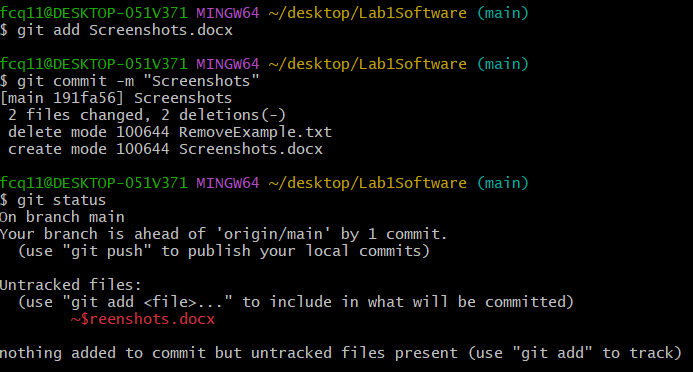 fcq11@DESKTOP-051V371 MINGW64 ~/desktop/Lab1Software (main)
$ git add Screenshots.docx
fcq11@DESKTOP-051V371 MINGW64 ~/desktop/Lab1Software (main)
$ git commit -m "Screenshots"
[main 191fa56] Screenshots
 2 files changed, 2 deletions(-)
 delete mode 100644 RemoveExample.txt
 create mode 100644 Screenshots.docx
fcq11@DESKTOP-051V371 MINGW64 ~/desktop/Lab1Software (main)
$ git status
On branch main
Your branch is ahead of 'origin/main' by 1 commit.
  (use "git push" to publish your local commits)
Untracked files:
  (use "git add <file>..." to include in what will be committed)
        ~$reenshots.docx
nothing added to commit but untracked files present (use "git add" to track)